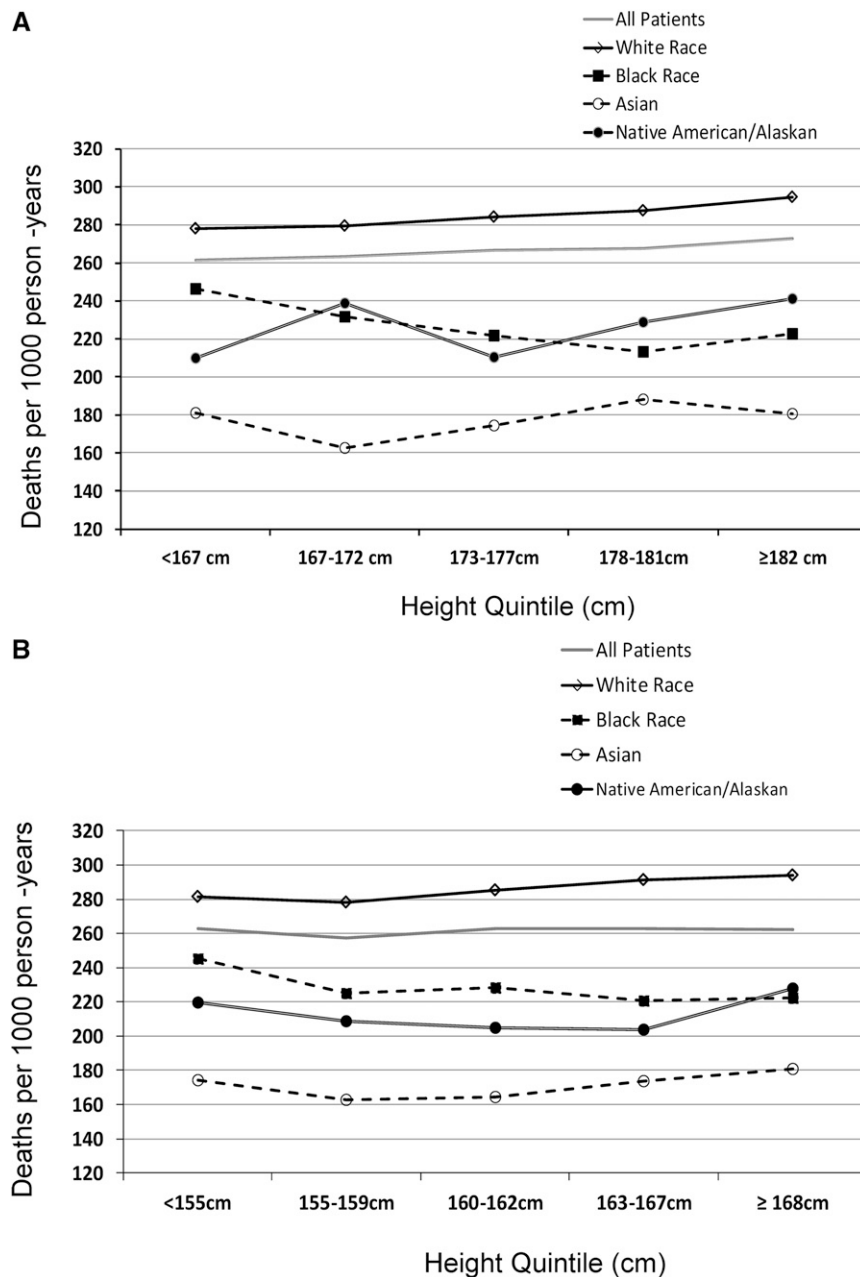 A
All Patients
White Race
Black Race
Asian
Native American/Alaskan
Deaths per 1000 person -years
320
300
280
260
240
220
200
180
160
140
120
<167 cm 167-172 cm 173-177cm 178-181cm ≥182 cm
Height Quintile (cm)
B
All Patients
White Race
Black Race
Asian
Native American/Alaskan
Deaths per 1000 person -years
320
300
280
260
240
220
200
180
160
140
120
<155cm 155-159cm 160-162cm 163-167cm ≥ 168cm
Height Quintile (cm)